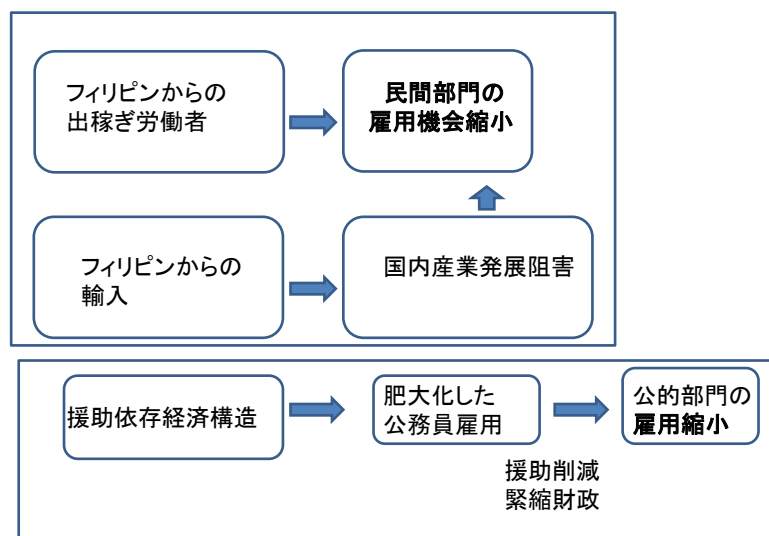 フィリピンからの
出稼ぎ労働者
民間部門の
雇用機会縮小
フィリピンからの
輸入
国内産業発展阻害
援助依存経済構造
肥大化した
公務員雇用
公的部門の
雇用縮小
援助削減
緊縮財政